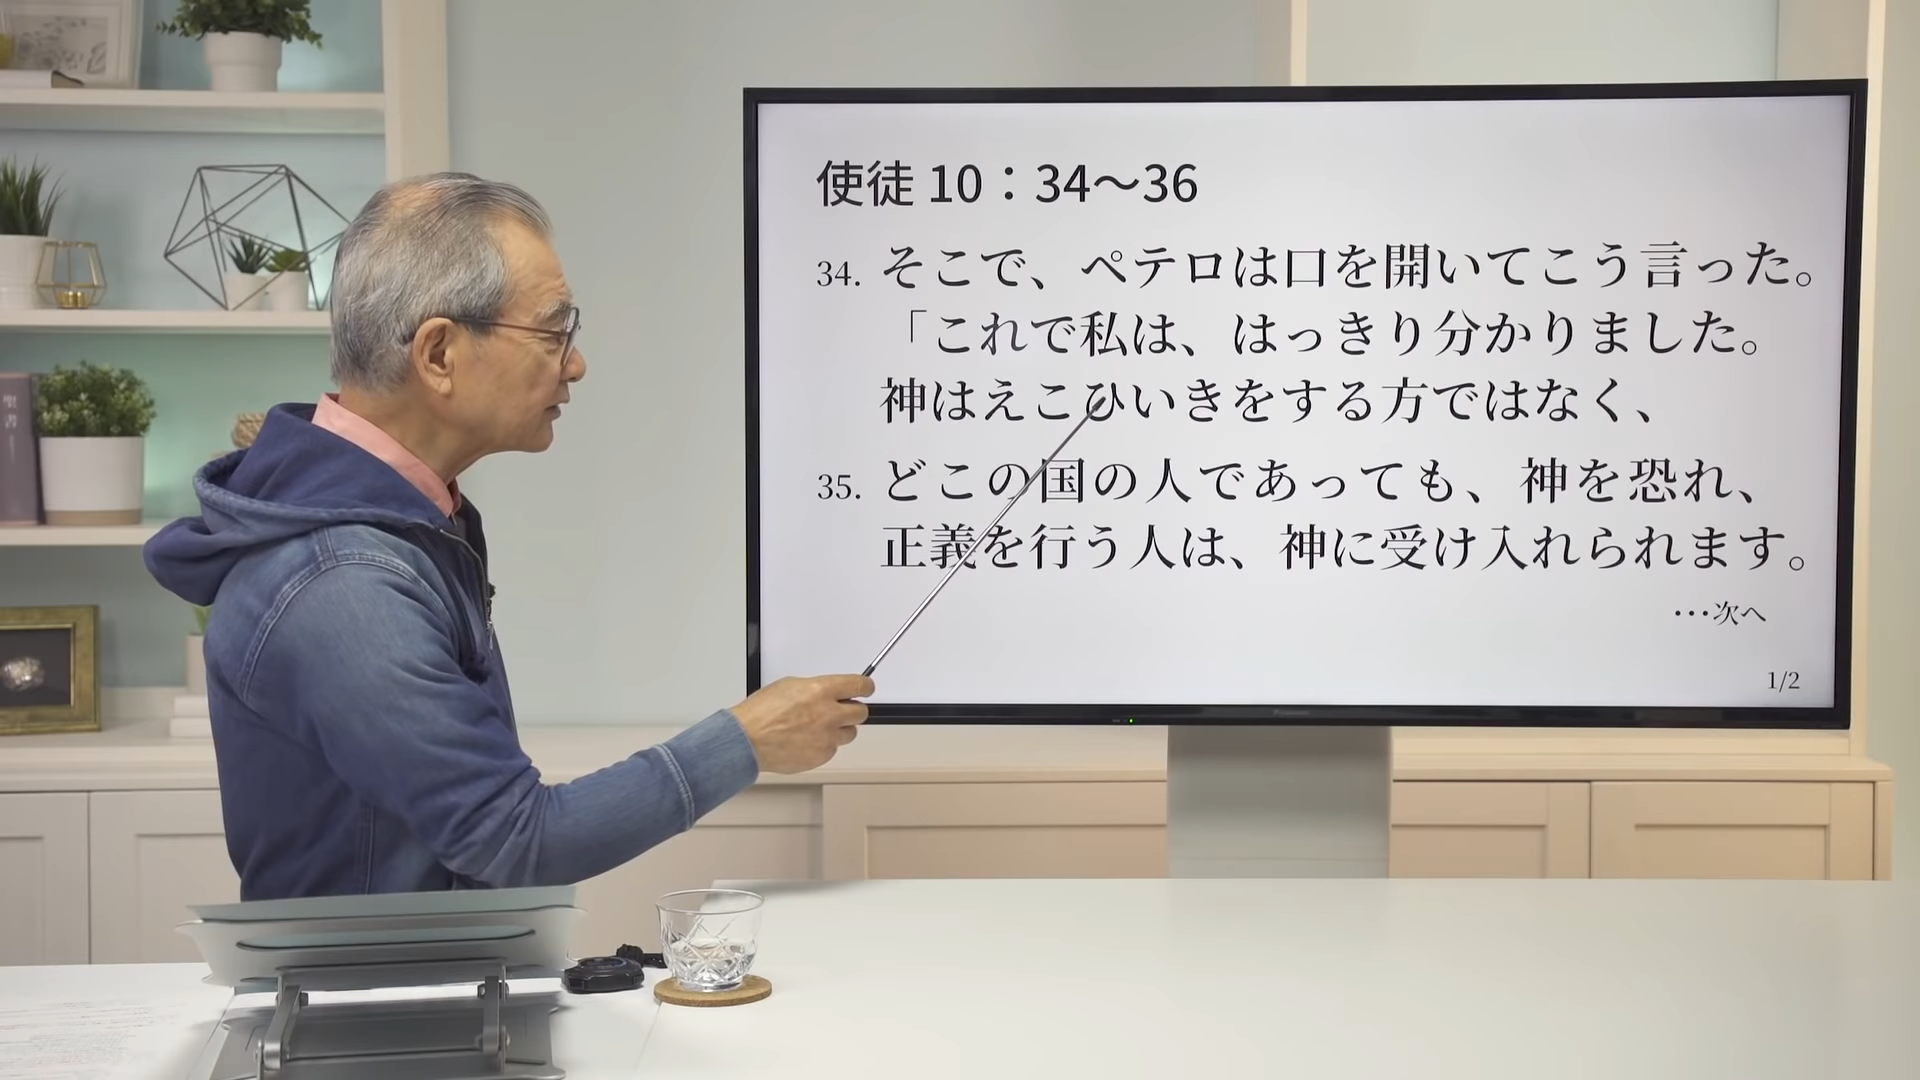 使徒 10：34〜36
34. そこで、ペテロは口を開いてこう言った。
「これで私は、はっきり分かりました。
神はえこひいきをする方ではなく、
35. どこの国の人であっても、神を恐れ、
正義を行う人は、神に受け入れられます。
…次へ
1/2
聖書